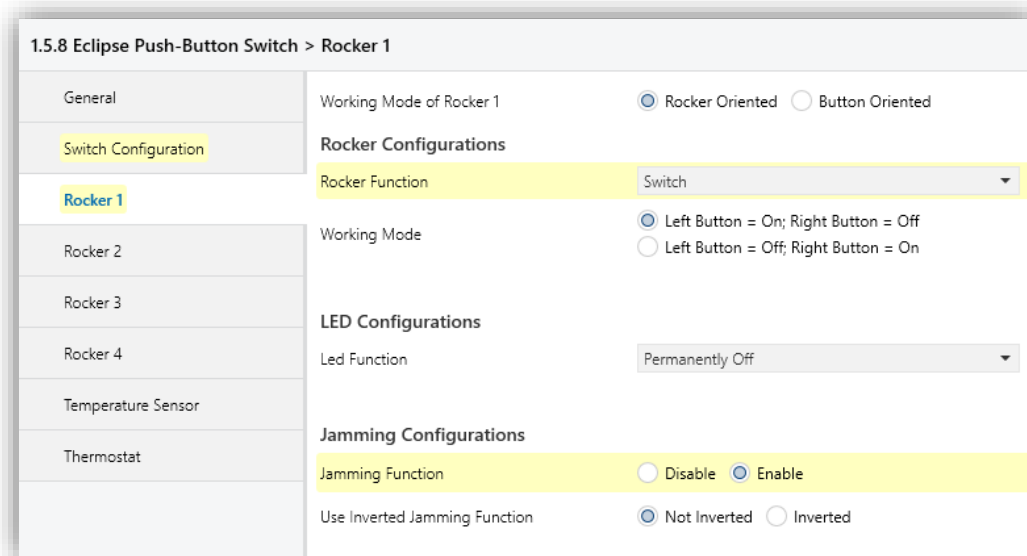 1.5.8 Eclipse Push-Button Switch > Rocker 1
General
Switch Configuration
Rocker 1
Rocker 2
Rocker 3
Rocker 4
Temperature Sensor
Thermostat
Working Mode of Rocker 1 Rocker Oriented Button Oriented
Rocker Configurations
Rocker Function Switch
Working Mode Left Button = On; Right Button = Off
Left Button = Off; Right Button = On
LED Configurations
Led Function Permanently Off
Jamming Configurations
Jamming Function Disable Enable
Use Inverted Jamming Function Not Inverted Inverted